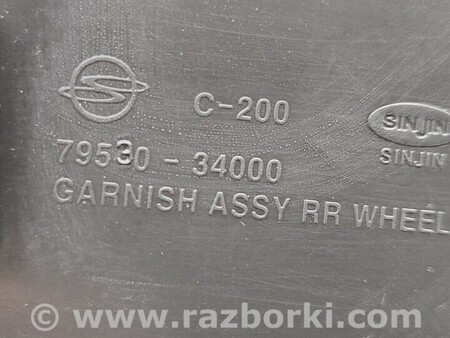 C-200
SINJIN
79530-34000
SINJIN
GARNISH ASSY RR WHEEL
© www.razborki.com